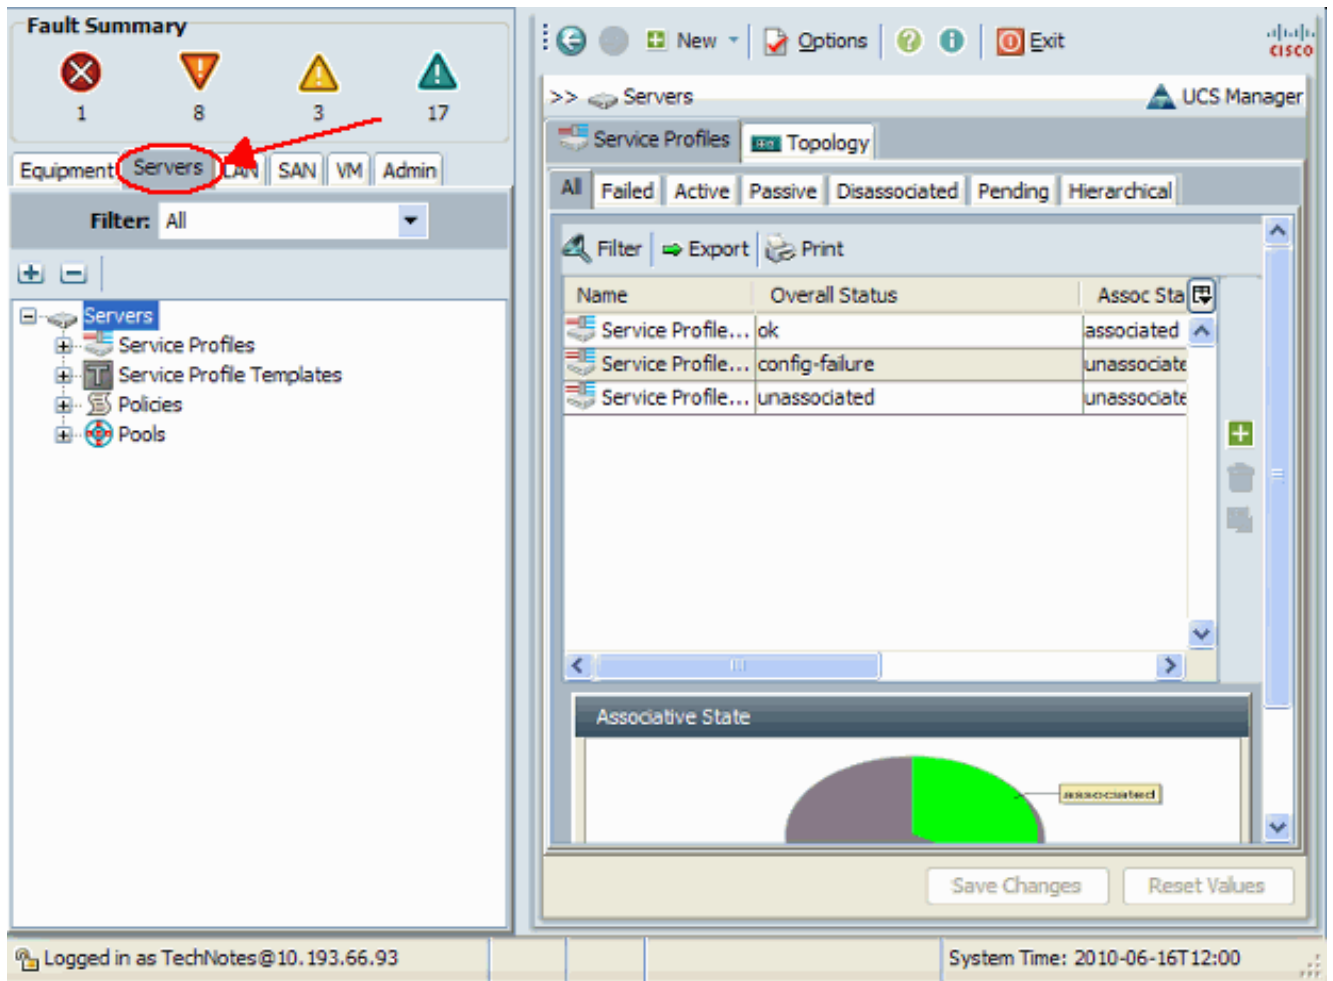 Fault Summary
1 8 3 17
Equipment Servers LAN SAN VM Admin
Filter: All
Servers
Service Profiles
Service Profile Templates
Policies
Pools
New Options Exit
cisco
>> Servers UCS Manager
Service Profiles Topology
All Failed Active Passive Disassociated Pending Hierarchical
Filter Export Print
Name Overall Status Assoc Sta
Service Profile... ok associated
Service Profile... config-failure unassociate
Service Profile... unassociated unassociate
Associative State
associated
Save Changes Reset Values
Logged in as TechNotes@10.193.66.93 System Time: 2010-06-16T12:00